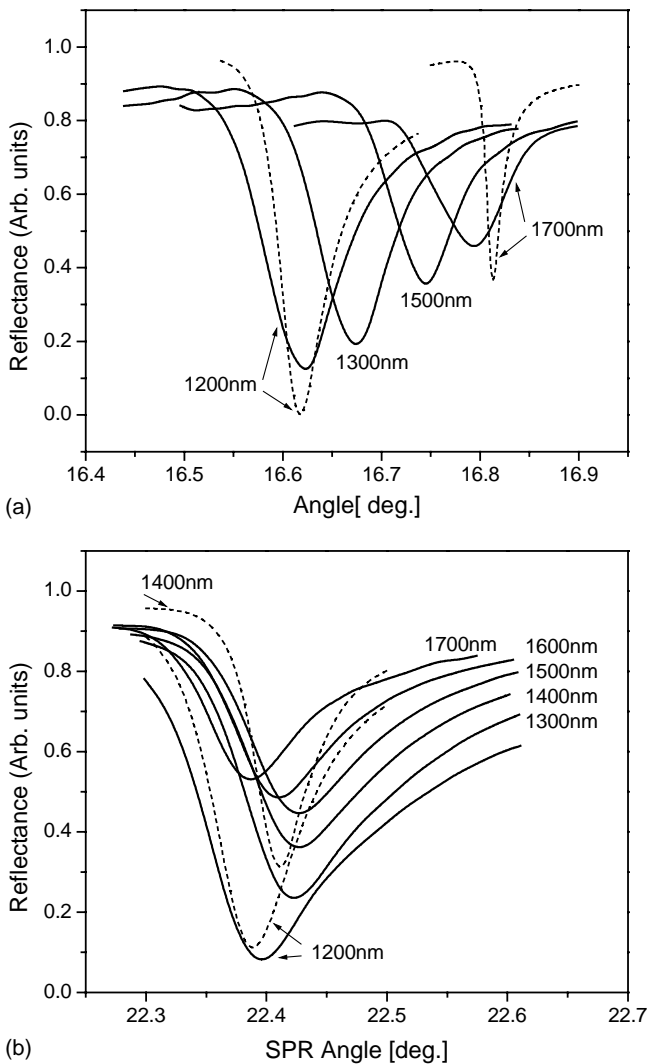 1.0
0.8
0.6
0.4
0.2
0.0
Reflectance (Arb. units)
1700nm
1500nm
1300nm
1200nm
16.4 16.5 16.6 16.7 16.8 16.9
Angle[ deg.]
(a)
1.0
0.8
0.6
0.4
0.2
0.0
Reflectance (Arb. units)
1400nm
1700nm
1600nm
1500nm
1400nm
1300nm
1200nm
22.3 22.4 22.5 22.6 22.7
SPR Angle [deg.]
(b)